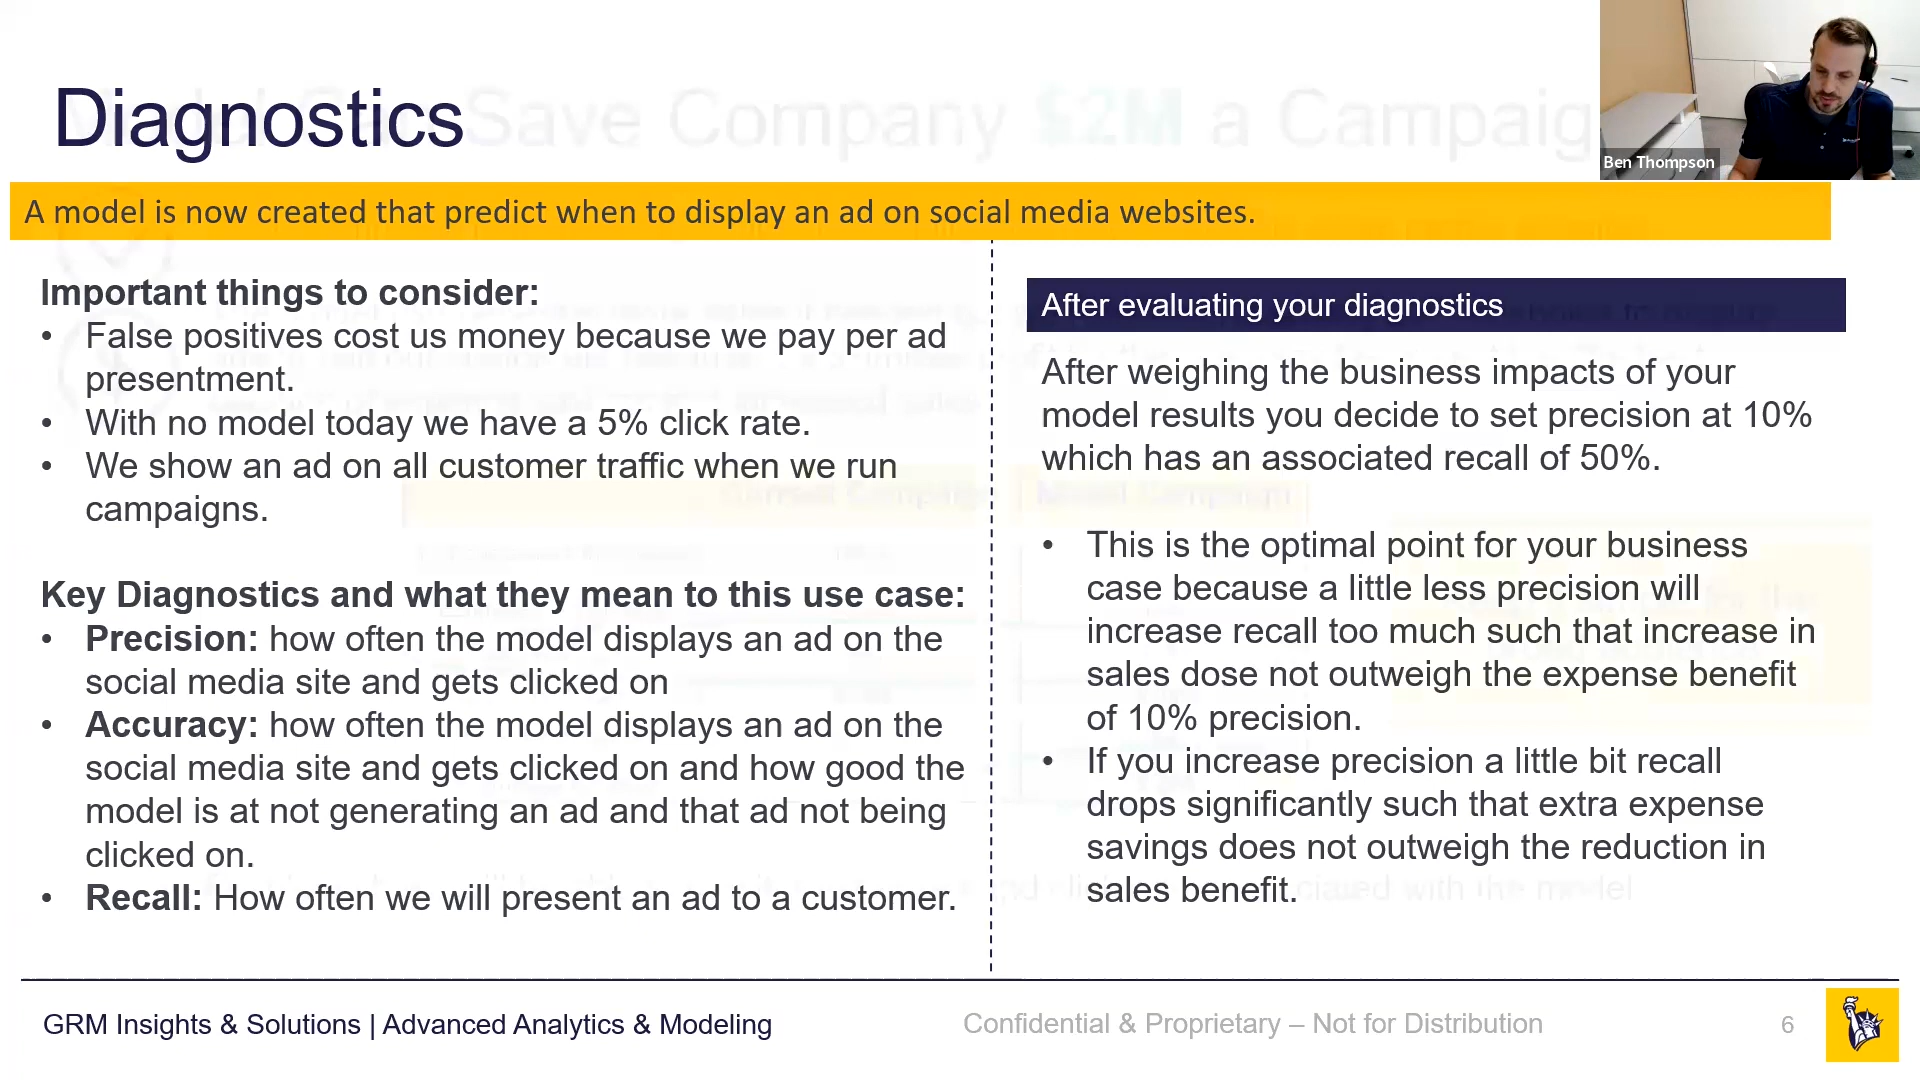 Diagnostics
Save Company $2M a Campaig
Ben Thompson
A model is now created that predict when to display an ad on social media websites.
Important things to consider:
• False positives cost us money because we pay per ad
presentment.
• With no model today we have a 5% click rate.
• We show an ad on all customer traffic when we run
campaigns.
Key Diagnostics and what they mean to this use case:
• Precision: how often the model displays an ad on the
social media site and gets clicked on
• Accuracy: how often the model displays an ad on the
social media site and gets clicked on and how good the
model is at not generating an ad and that ad not being
clicked on.
• Recall: How often we will present an ad to a customer.
After evaluating your diagnostics
After weighing the business impacts of your
model results you decide to set precision at 10%
which has an associated recall of 50%.
• This is the optimal point for your business
case because a little less precision will
increase recall too much such that increase in
sales dose not outweigh the expense benefit
of 10% precision.
• If you increase precision a little bit recall
drops significantly such that extra expense
savings does not outweigh the reduction in
sales benefit.
with the model
GRM Insights & Solutions | Advanced Analytics & Modeling
Confidential & Proprietary – Not for Distribution
6